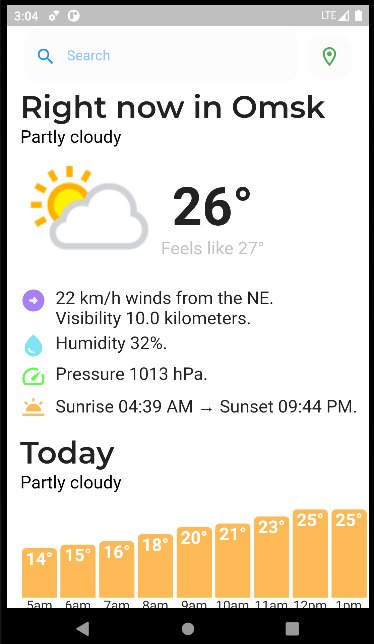 3:04 LTE
Search
Right now in Omsk
Partly cloudy
26°
Feels like 27°
22 km/h winds from the NE.
Visibility 10.0 kilometers.
Humidity 32%.
Pressure 1013 hPa.
Sunrise 04:39 AM → Sunset 09:44 PM.
Today
Partly cloudy
14° 15° 16° 18° 20° 21° 23° 25° 25°
5am 6am 7am 8am 9am 10am 11am 12pm 1pm